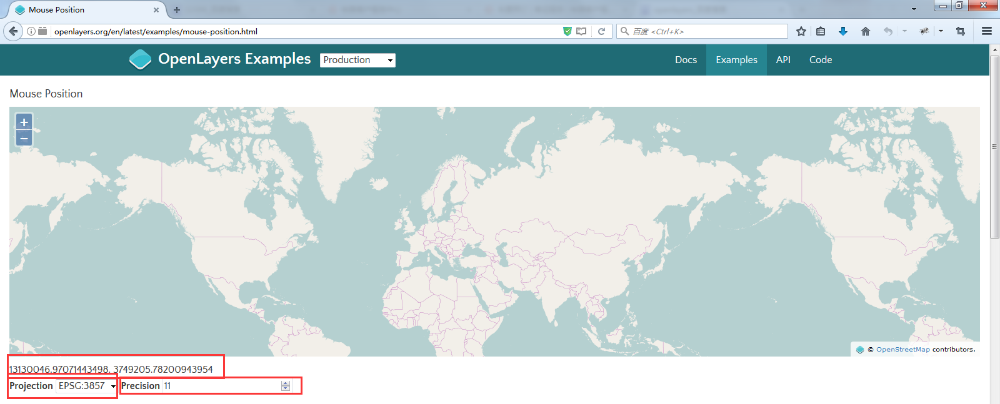 Mouse Position
openlayers.org/en/latest/examples/mouse-position.html
百度 <Ctrl+K>
OpenLayers Examples
Production
Docs
Examples
API
Code
Mouse Position
+
−
© OpenStreetMap contributors.
13130046.97071443498, 3749205.78200943954
Projection EPSG:3857 Precision 11